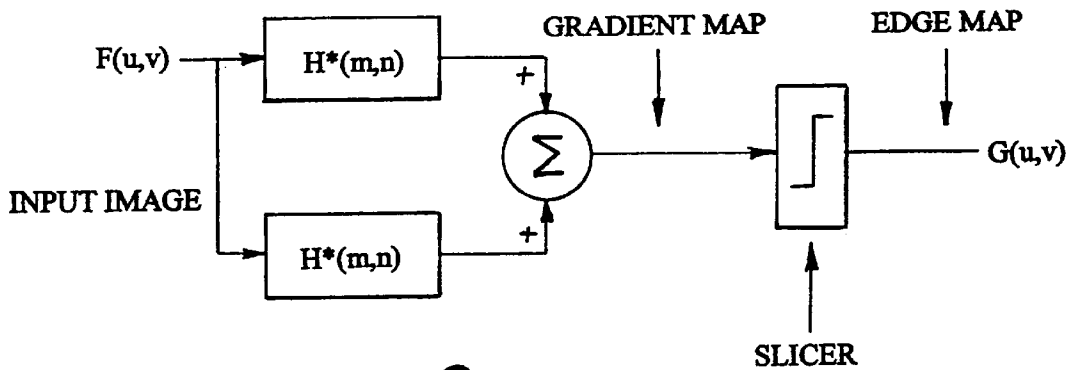 GRADIENT MAP
EDGE MAP
F(u,v)
H*(m,n)
+
Σ
G(u,v)
INPUT IMAGE
+
H*(m,n)
SLICER